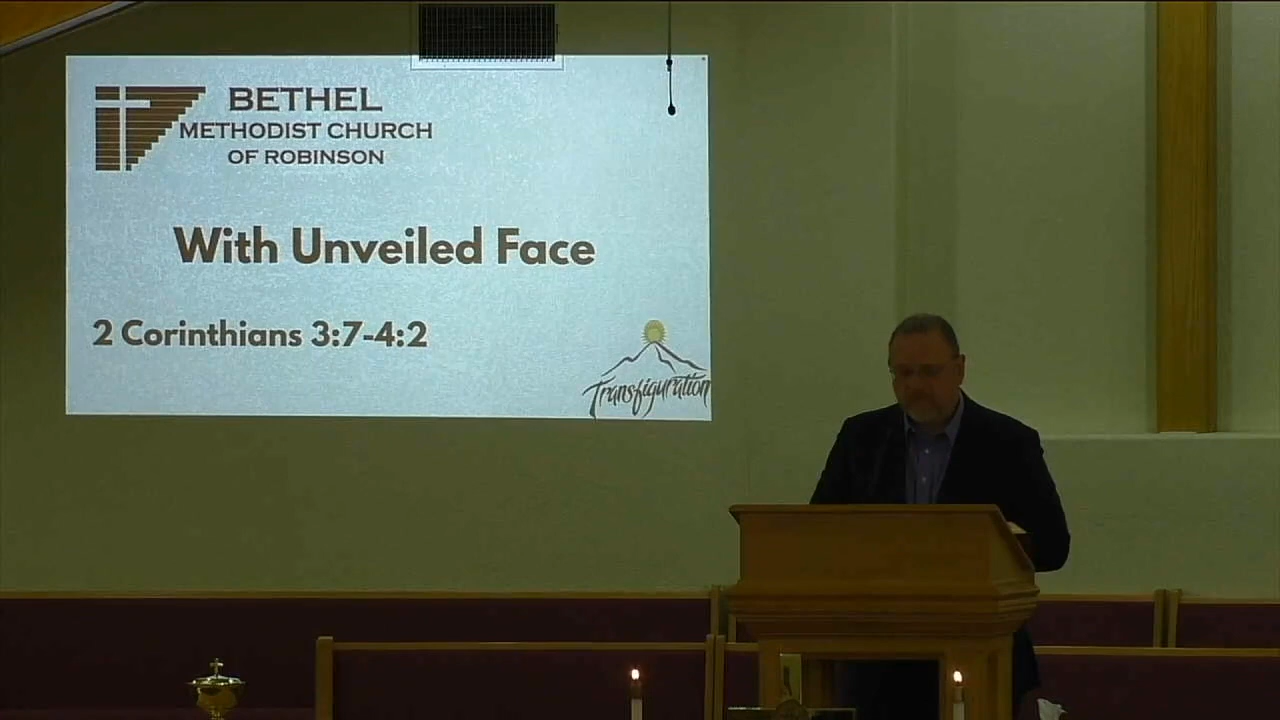 BETHEL
METHODIST CHURCH
OF ROBINSON
With Unveiled Face
2 Corinthians 3:7-4:2
Transfiguration